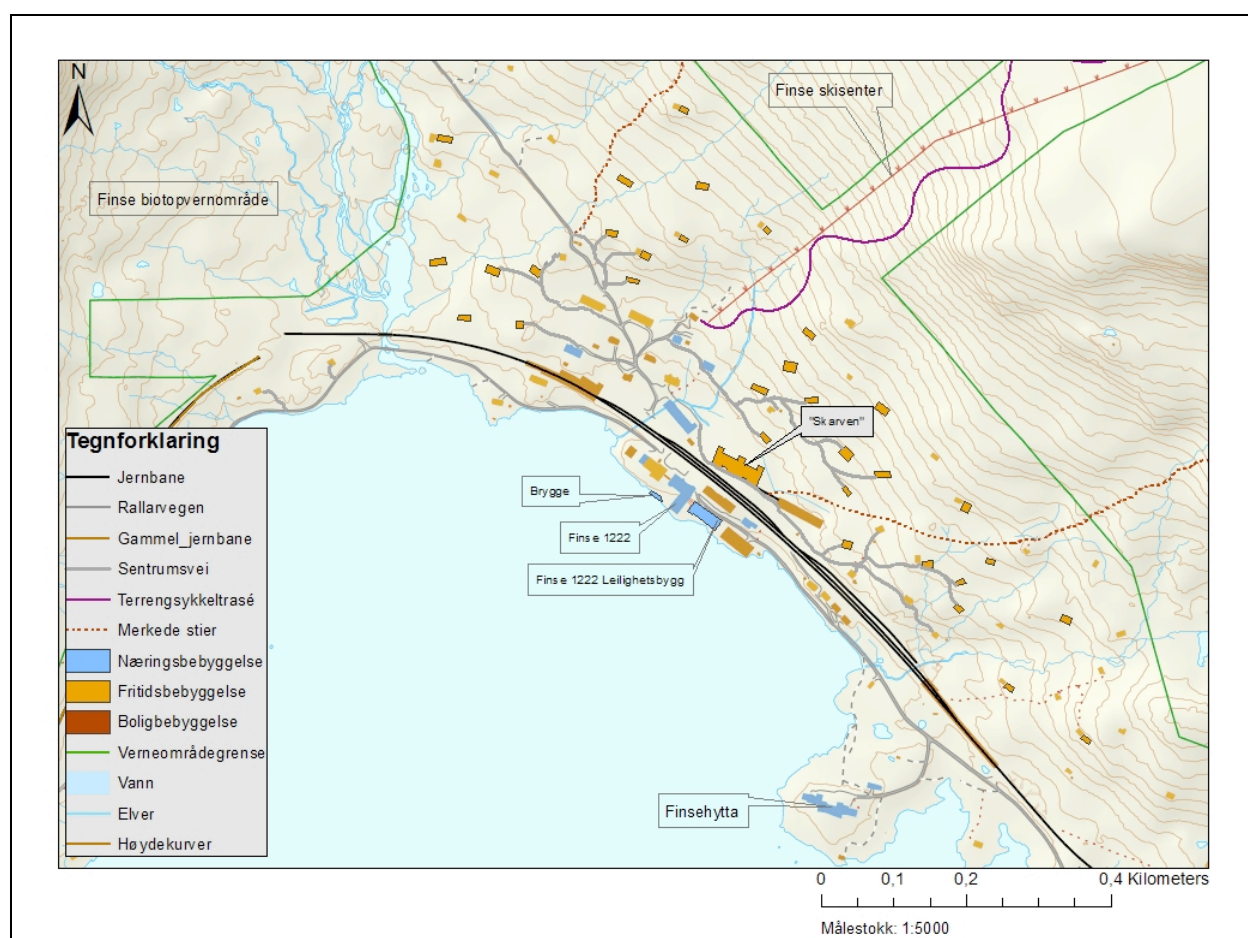 N
Finse skisenter
Finse biotopvernområde
"Skarven"
Brygge
Finse 1222
Finse 1222 Leilighetsbygg
Finsehytta
Tegnforklaring
Jernbane
Rallarvegen
Gammel_jernbane
Sentrumsvei
Terrengsykkeltrasé
Merkede stier
Næringsbebyggelse
Fritidsbebyggelse
Boligbebyggelse
Verneområdegrense
Vann
Elver
Høydekurver
0 0,1 0,2 0,4 Kilometers
Målestokk: 1:5000